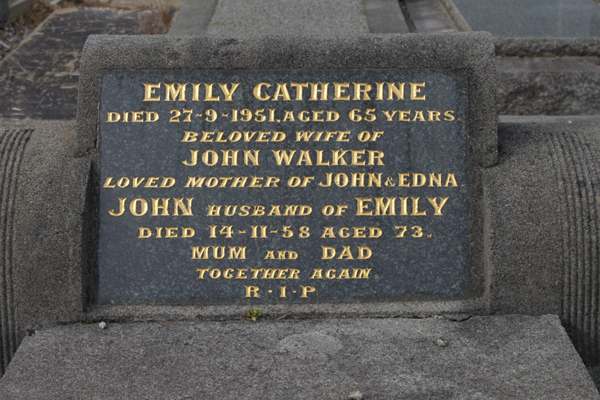 EMILY CATHERINE
DIED 27-9-1951, AGED 65 YEARS
BELOVED WIFE OF
JOHN WALKER
LOVED MOTHER OF JOHN & EDNA
JOHN HUSBAND OF EMILY
DIED 14-11-58 AGED 73.
MUM AND DAD
TOGETHER AGAIN.
R·I·P